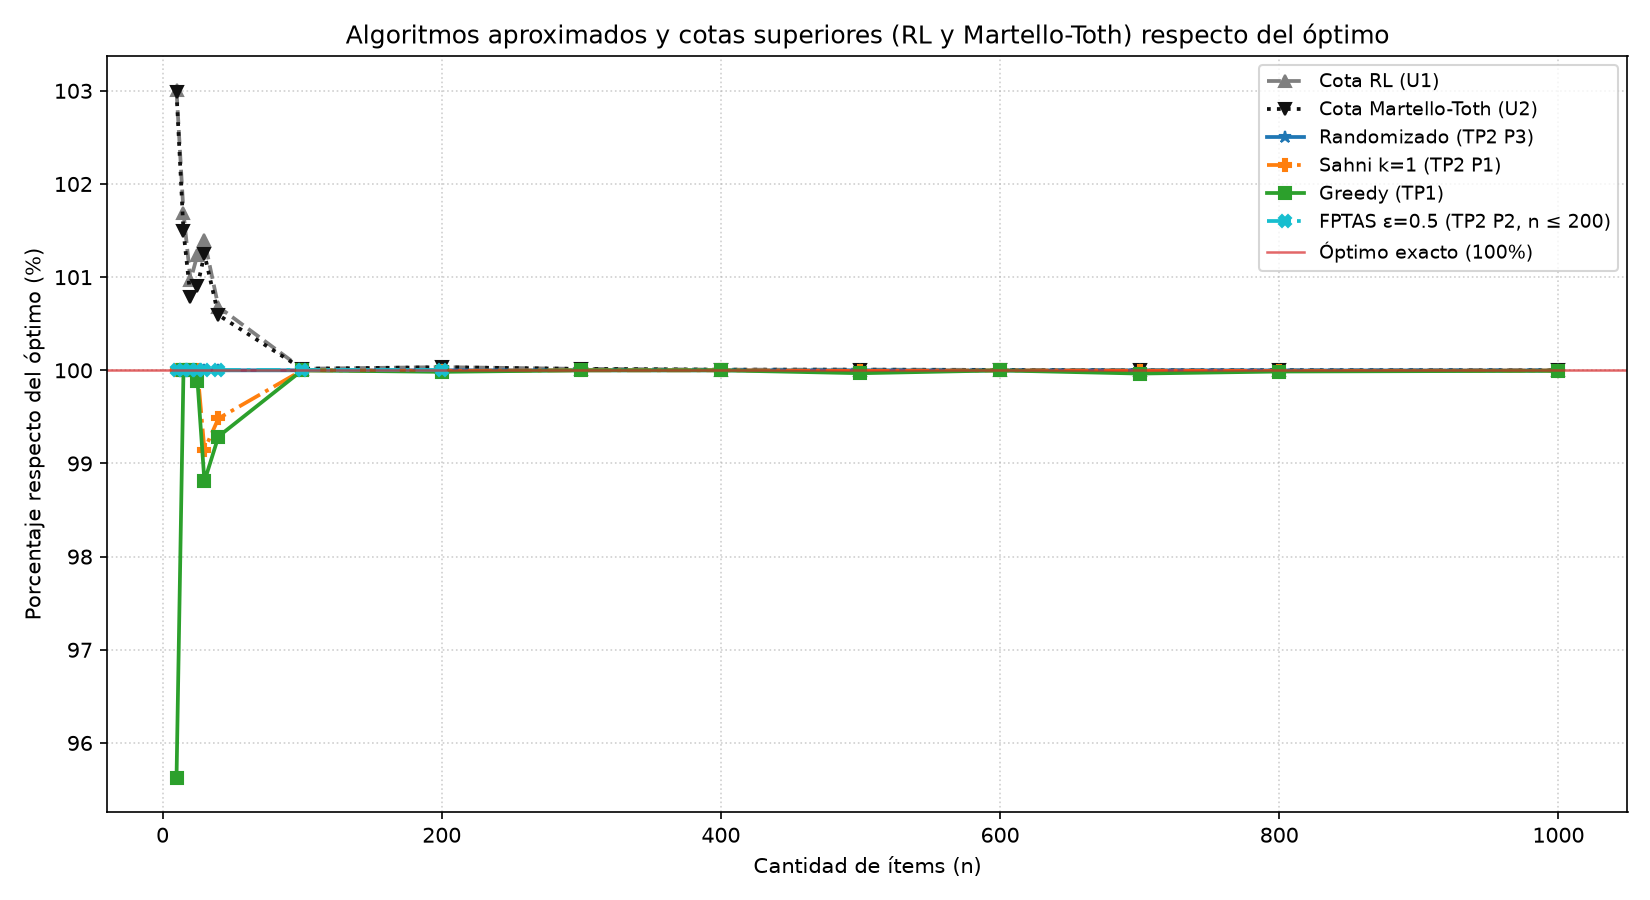 Algoritmos aproximados y cotas superiores (RL y Martello-Toth) respecto del óptimo
Cota RL (U1)
Cota Martello-Toth (U2)
Randomizado (TP2 P3)
Sahni k=1 (TP2 P1)
Greedy (TP1)
FPTAS ε=0.5 (TP2 P2, n ≤ 200)
Óptimo exacto (100%)
Porcentaje respecto del óptimo (%)
103
102
101
100
99
98
97
96
0 200 400 600 800 1000
Cantidad de ítems (n)